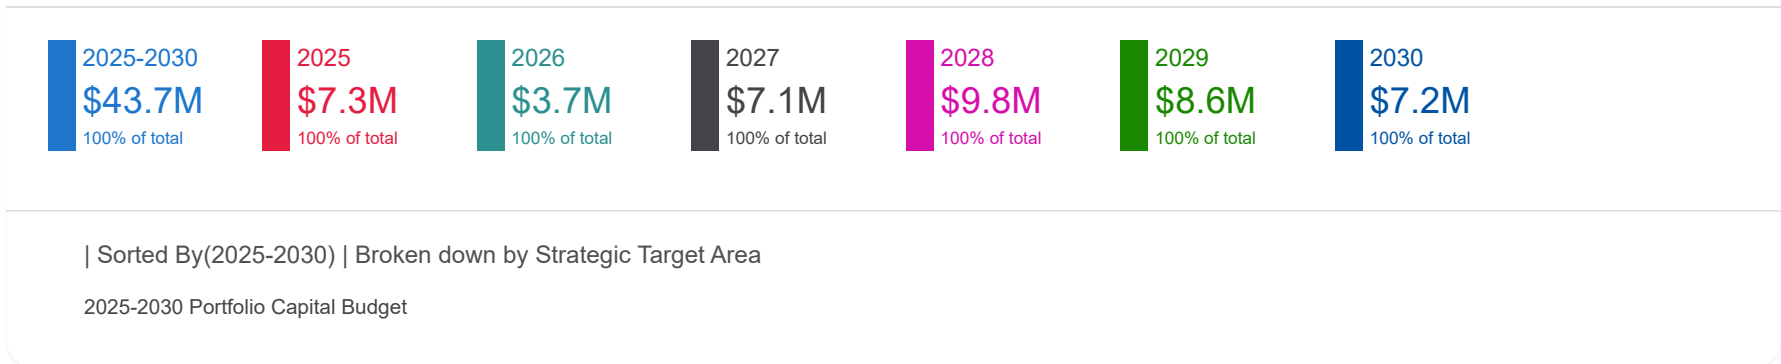 2025-2030
$43.7M
100% of total
2025
$7.3M
100% of total
2026
$3.7M
100% of total
2027
$7.1M
100% of total
2028
$9.8M
100% of total
2029
$8.6M
100% of total
2030
$7.2M
100% of total
| Sorted By(2025-2030) | Broken down by Strategic Target Area
2025-2030 Portfolio Capital Budget